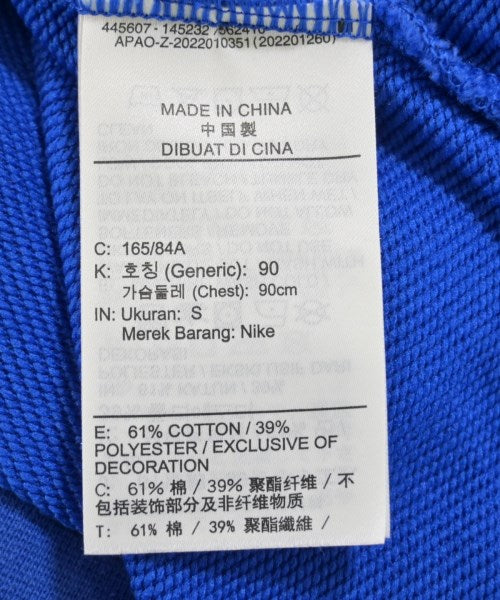 445607 - 145232 /562410-
APAO-Z-2022010351(202201260)
MADE IN CHINA
中国製
DIBUAT DI CINA
C: 165/84A
K: 호칭 (Generic): 90
가슴둘레 (Chest): 90cm
IN: Ukuran: S
Merek Barang: Nike
E: 61% COTTON / 39%
POLYESTER / EXCLUSIVE OF
DECORATION
C: 61% 棉 / 39% 聚酯纤维 / 不
包括装饰部分及非纤维物质
T: 61% 棉 / 39% 聚酯纖維 /